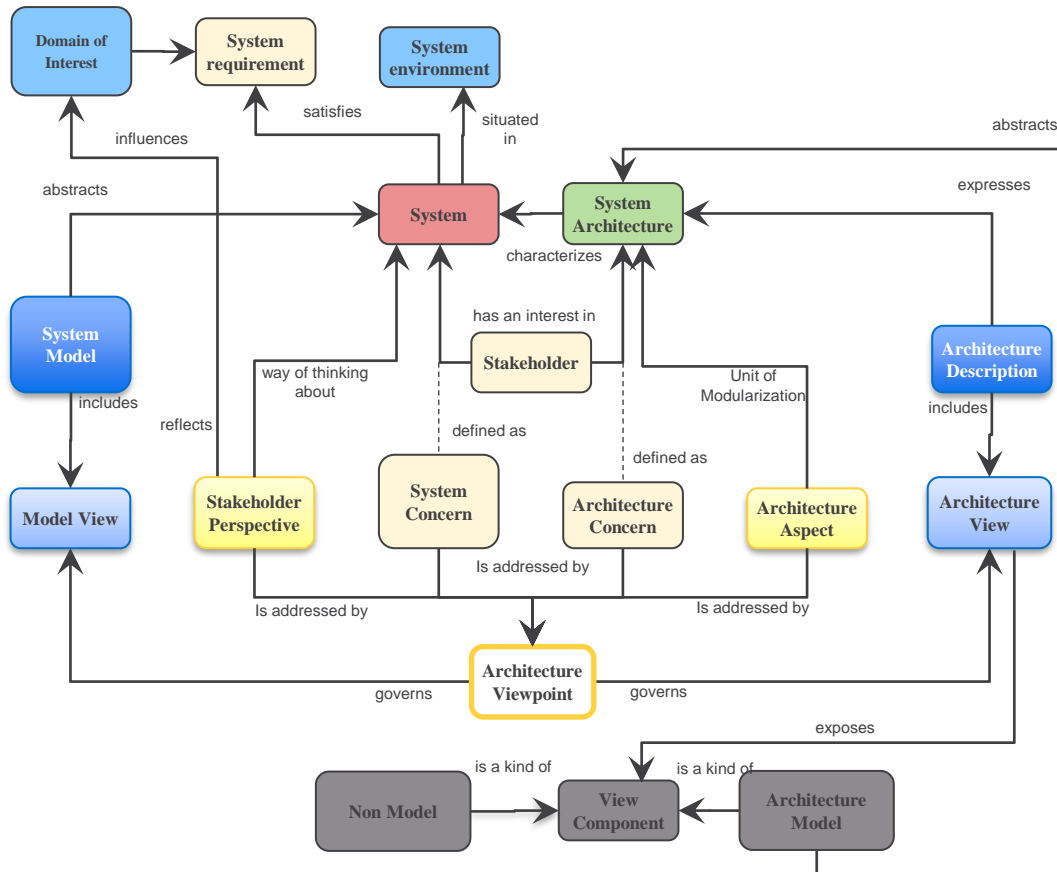 Domain of
Interest
System
requirement
System
environment
satisfies
situated
in
influences
abstracts
abstracts
expresses
System
System
Architecture
characterizes
has an interest in
System
Model
Stakeholder
Architecture
Description
way of thinking
about
Unit of
Modularization
includes
includes
reflects
defined as
defined as
Model View
Stakeholder
Perspective
System
Concern
Architecture
Concern
Architecture
Aspect
Architecture
View
Is addressed by
Is addressed by
Is addressed by
Architecture
Viewpoint
governs
governs
exposes
is a kind of
is a kind of
Non Model
View
Component
Architecture
Model